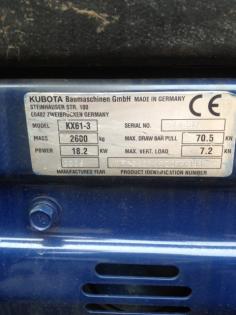 KUBOTA Baumaschinen GmbH MADE IN GERMANY
STEINHAUSER STR. 100
66482 ZWEIBRÜCKEN GERMANY
CE
MODEL KX61-3 SERIAL NO.
MASS 2600 kg MAX. DRAW BAR PULL 70.5 KN
POWER 18.2 KW MAX. VERT. LOAD 7.2 KN
MANUFACTURE YEAR PRODUCT IDENTIFICATION NUMBER